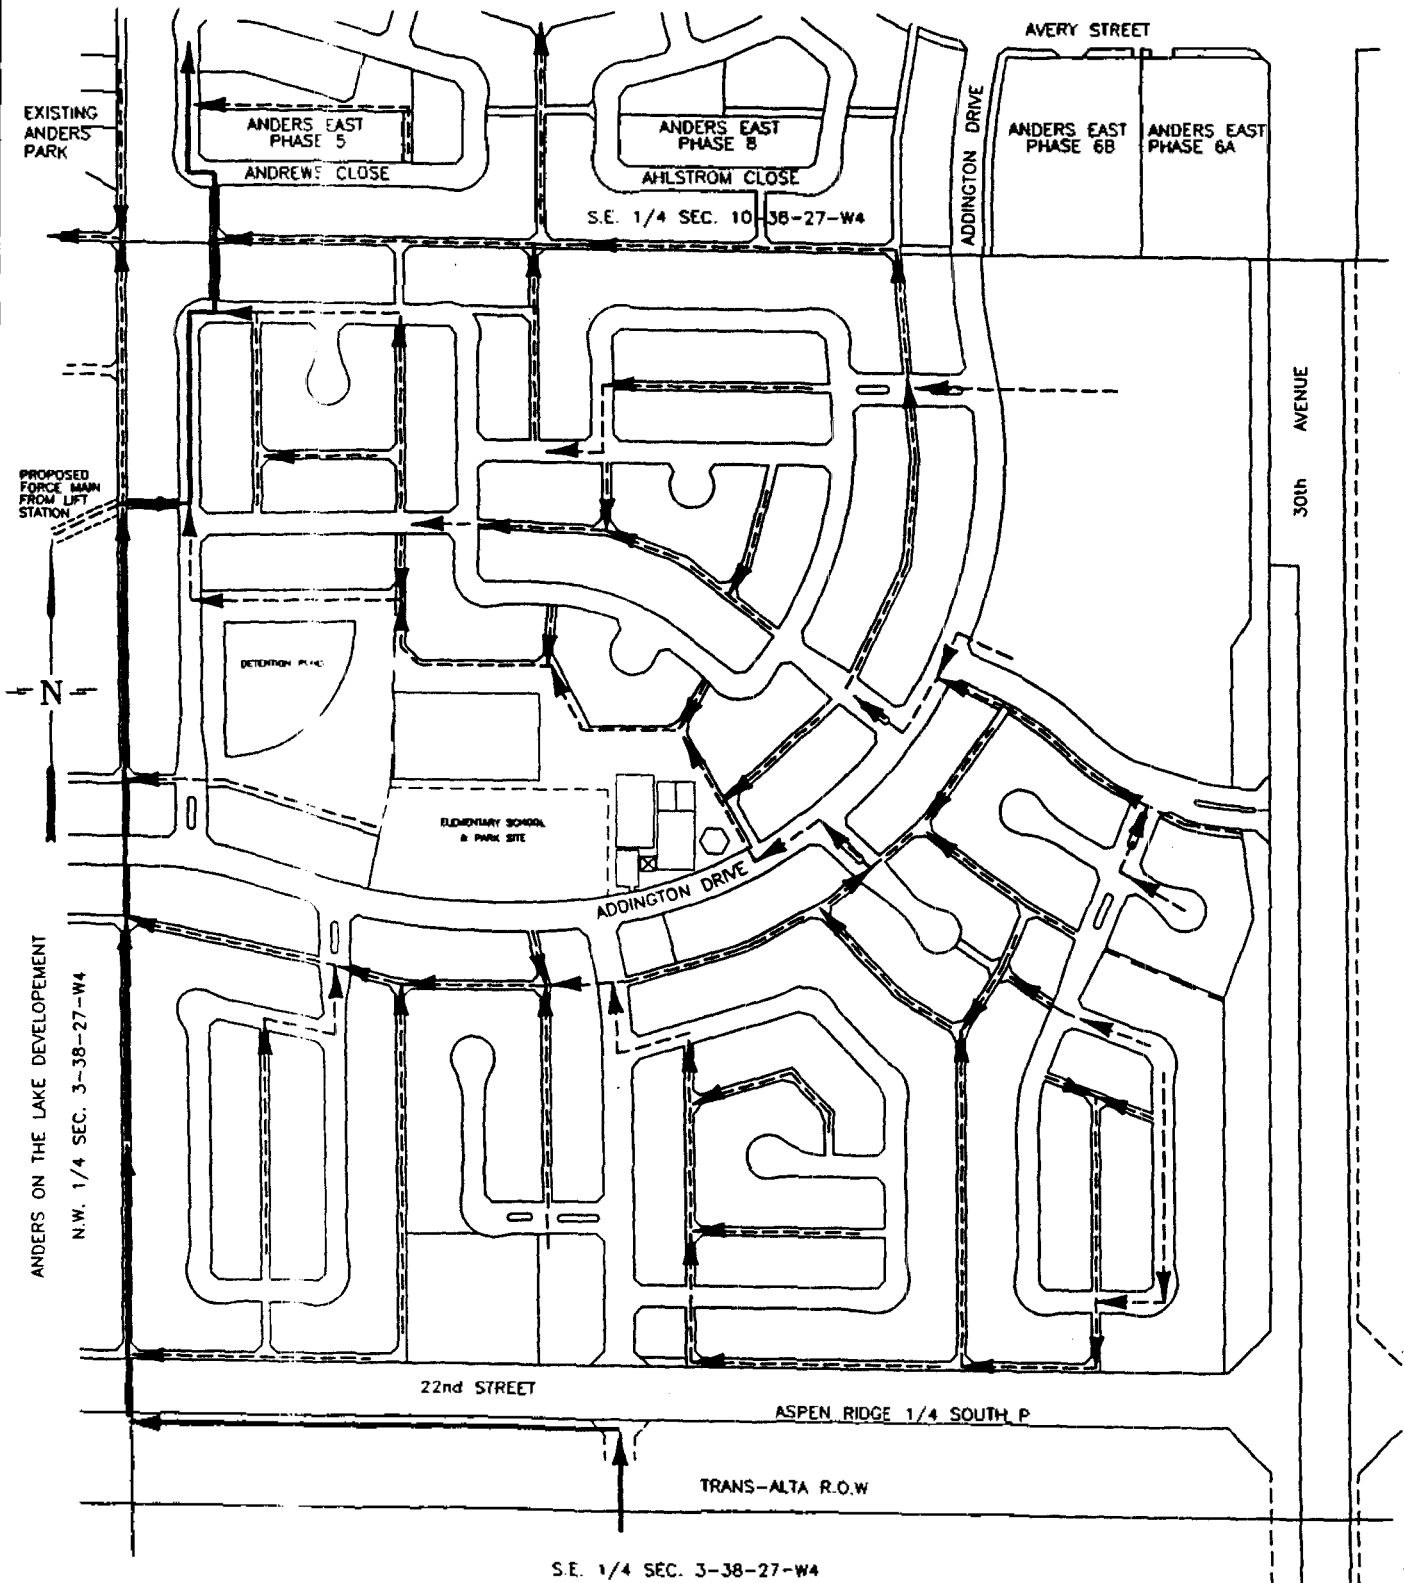 AVERY STREET
EXISTING
ANDERS
PARK
ANDERS EAST
PHASE 5
ANDERS EAST
PHASE 8
ADDINGTON DRIVE
ANDERS EAST
PHASE 6B
ANDERS EAST
PHASE 6A
ANDREWS CLOSE
AHLSTROM CLOSE
S.E. 1/4 SEC. 10-38-27-W4
30th AVENUE
PROPOSED
FORCE MAIN
FROM LIFT
STATION
DETENTION
N
ELEMENTARY SCHOOL
& PARK SITE
ADDINGTON DRIVE
ANDERS ON THE LAKE DEVELOPEMENT
N.W. 1/4 SEC. 3-38-27-W4
22nd STREET
ASPEN RIDGE 1/4 SOUTH P
TRANS-ALTA R.O.W
S.E. 1/4 SEC. 3-38-27-W4